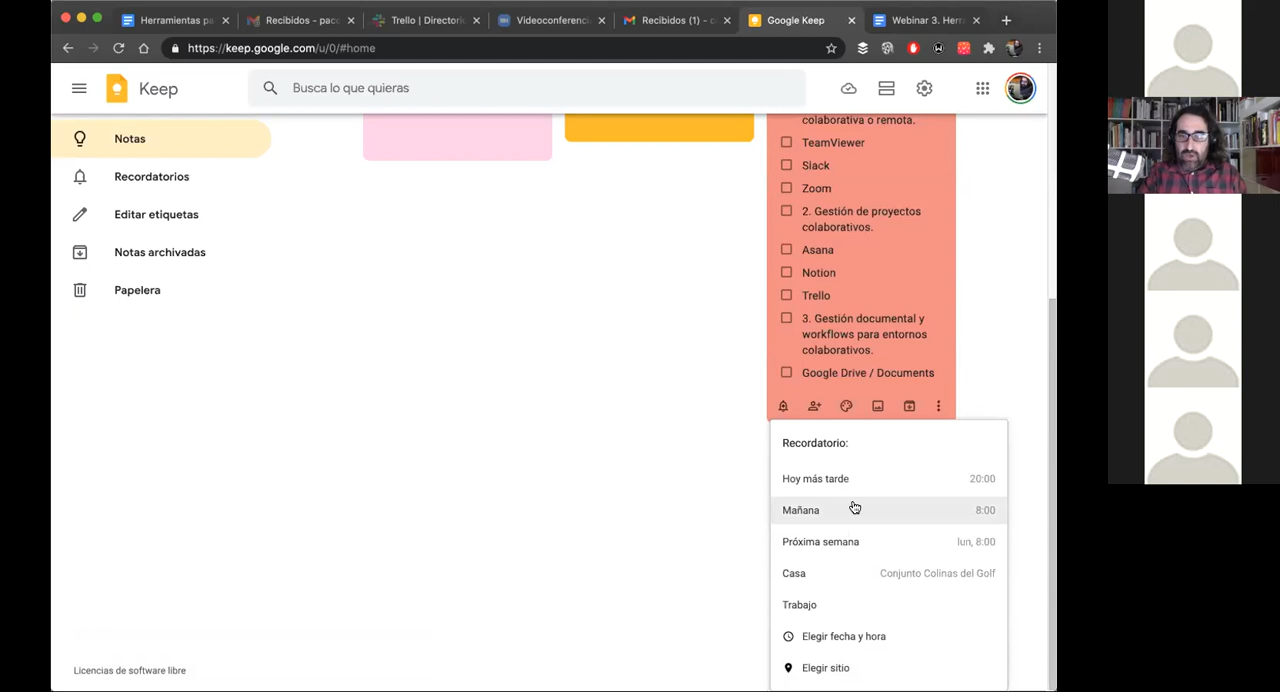 Herramientas pa
Recibidos - paco
Trello | Directori
Videoconferenci
Recibidos (1) - c
Google Keep
Webinar 3. Herr
https://keep.google.com/u/0/#home
Keep
Busca lo que quieras
Notas
Recordatorios
Editar etiquetas
Notas archivadas
Papelera
colaborativa o remota.
TeamViewer
Slack
Zoom
2. Gestión de proyectos
colaborativos.
Asana
Notion
Trello
3. Gestión documental y
workflows para entornos
colaborativos.
Google Drive / Documents
Recordatorio:
Hoy más tarde 20:00
Mañana 8:00
Próxima semana lun, 8:00
Casa Conjunto Colinas del Golf
Trabajo
Elegir fecha y hora
Elegir sitio
Licencias de software libre